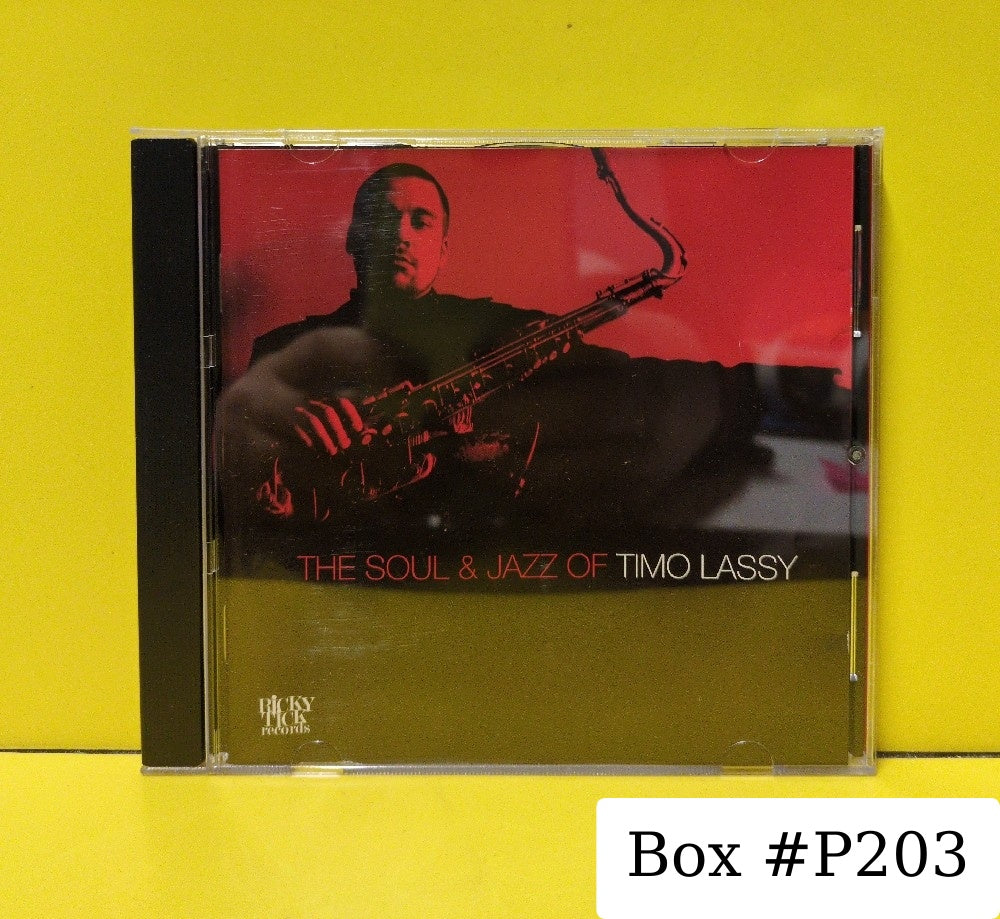 THE SOUL & JAZZ OF TIMO LASSY
RiCKY
TiCK
records
Box #P203